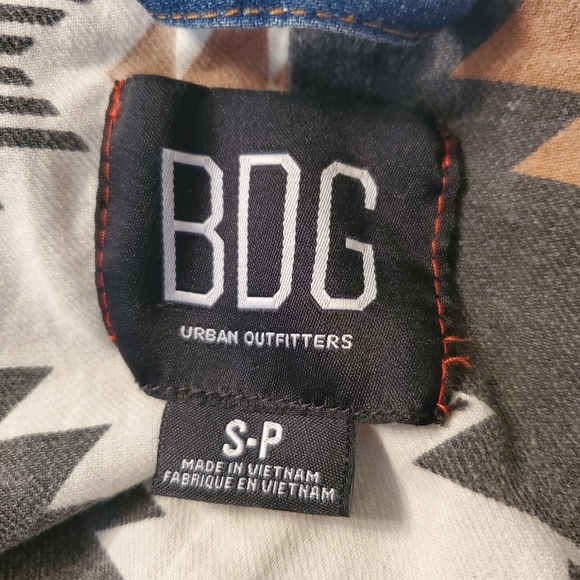 BDG
URBAN OUTFITTERS
S-P
MADE IN VIETNAM
FABRIQUE EN VIETNAM